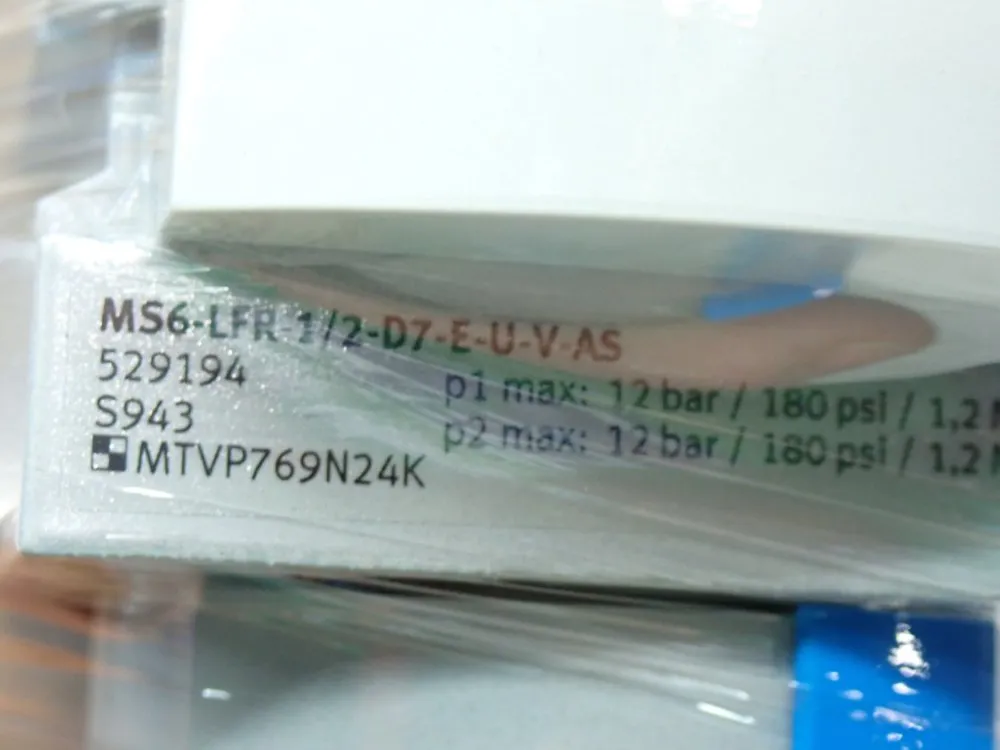 MS6-LFR-1/2-D7-E-U-V-AS
529194
p1 max: 12 bar / 180 psi / 1,2
S943
p2 max: 12 bar / 180 psi / 1,2
MTVP769N24K